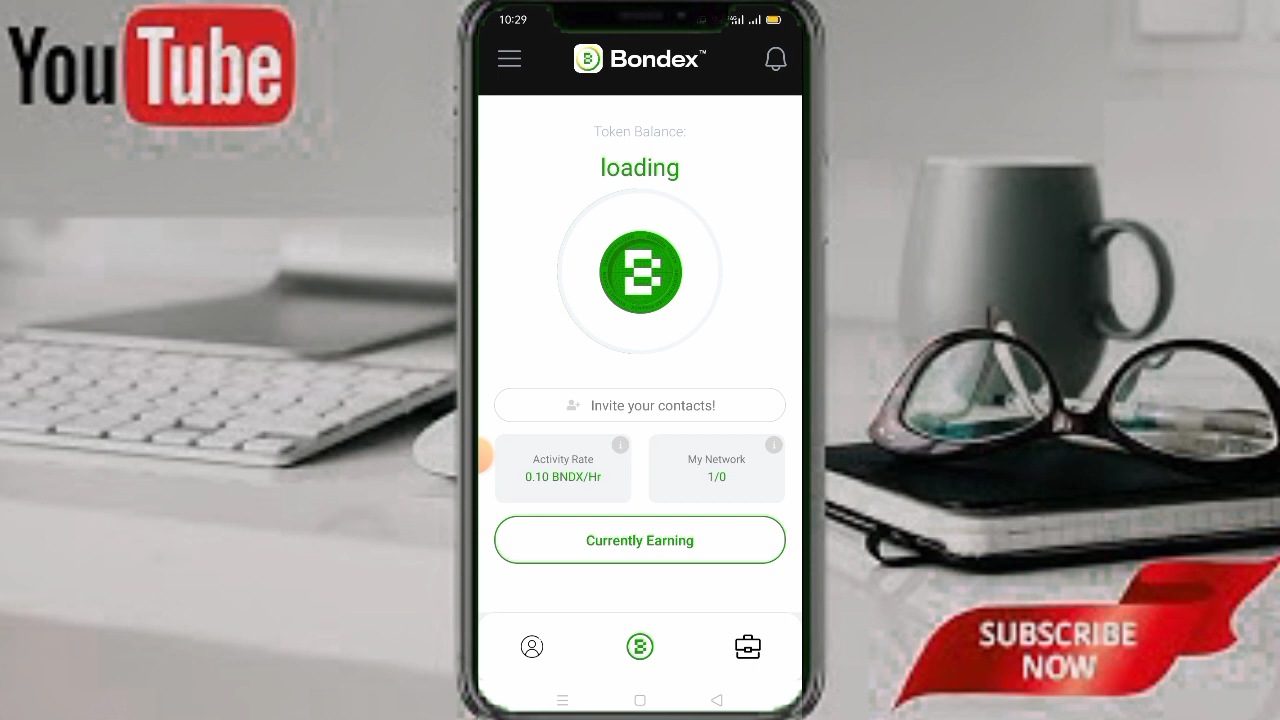 YouTube
10:29
Bondex™
Token Balance:
loading
Invite your contacts!
Activity Rate
0.10 BNDX/Hr
My Network
1/0
Currently Earning
SUBSCRIBE
NOW